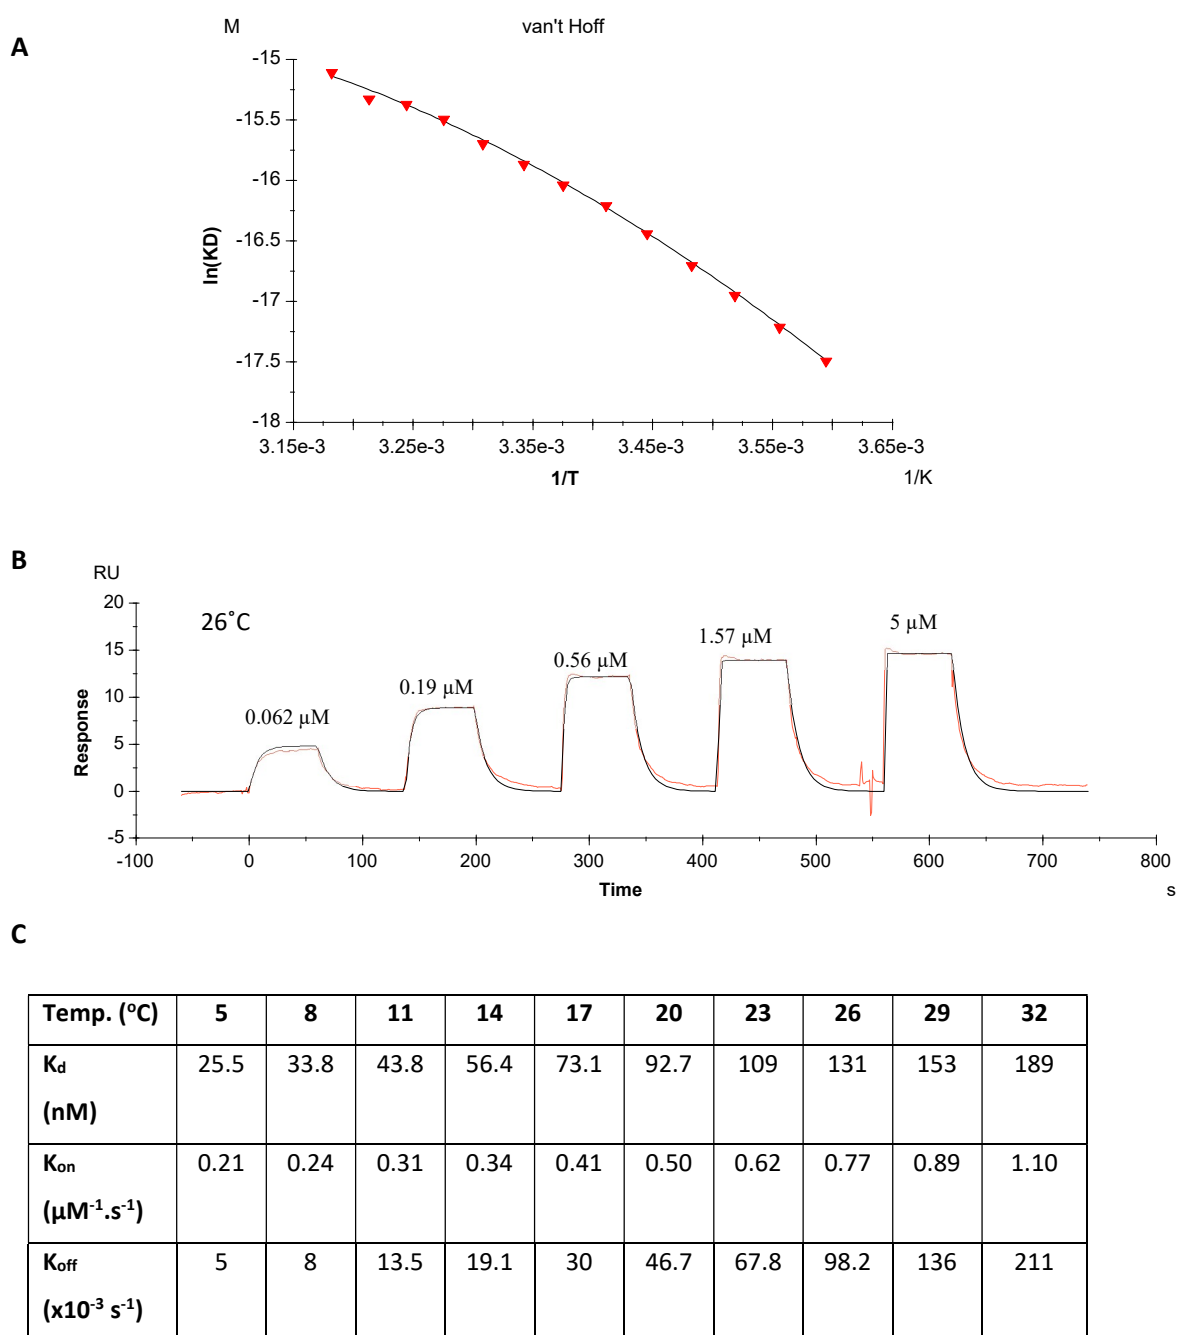 A
M van't Hoff
-15
-15.5
-16
-16.5
-17
-17.5
-18
ln(KD)
3.15e-3 3.25e-3 3.35e-3 3.45e-3 3.55e-3 3.65e-3
1/T 1/K
B
RU
20
15
10
5
0
-5
Response
26˚C
0.062 µM
0.19 µM
0.56 µM
1.57 µM
5 µM
-100 0 100 200 300 400 500 600 700 800
Time s
C
Temp. (°C) 5 8 11 14 17 20 23 26 29 32
Kd 25.5 33.8 43.8 56.4 73.1 92.7 109 131 153 189
(nM)
Kon 0.21 0.24 0.31 0.34 0.41 0.50 0.62 0.77 0.89 1.10
(µM-1.s-1)
Koff 5 8 13.5 19.1 30 46.7 67.8 98.2 136 211
(x10-3 s-1)